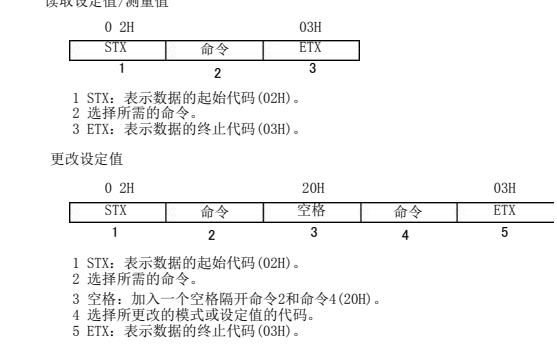 读取设定值/测量值
0 2H 03H
STX 命令 ETX
1 2 3
1 STX: 表示数据的起始代码(02H)。
2 选择所需的命令。
3 ETX: 表示数据的终止代码(03H)。
更改设定值
0 2H 20H 03H
STX 命令 空格 命令 ETX
1 2 3 4 5
1 STX: 表示数据的起始代码(02H)。
2 选择所需的命令。
3 空格: 加入一个空格隔开命令2和命令4(20H)。
4 选择所更改的模式或设定值的代码。
5 ETX: 表示数据的终止代码(03H)。